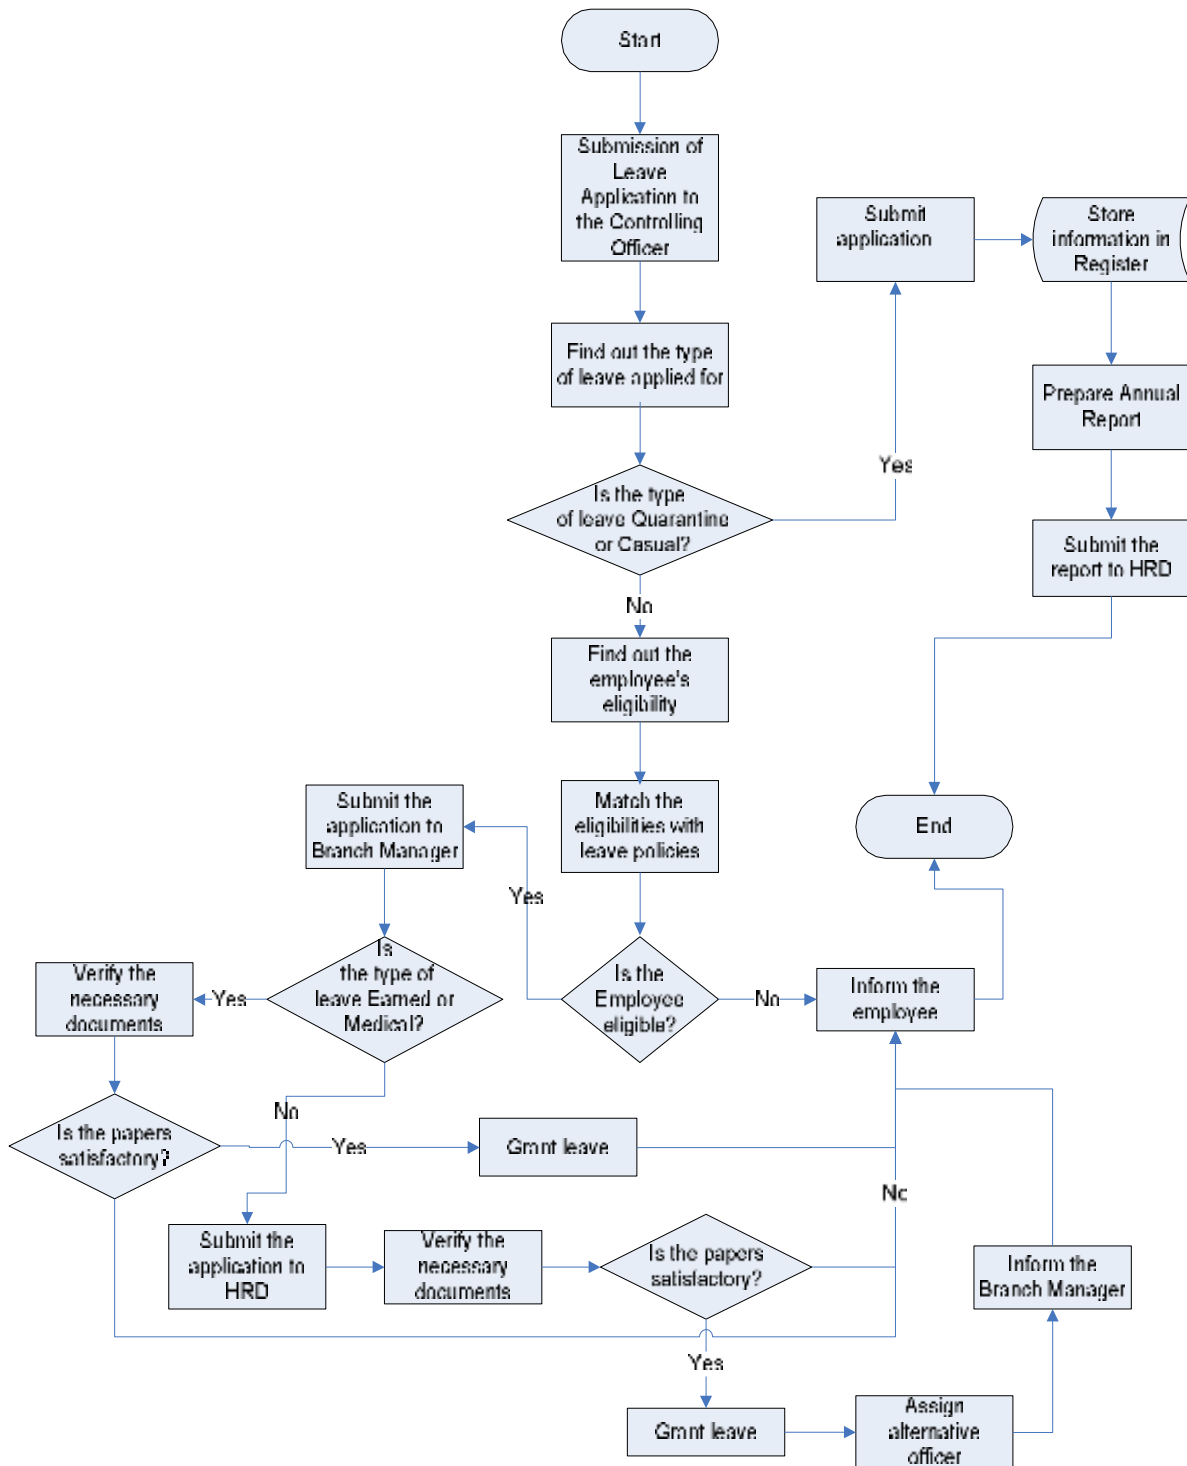 Start
Submission of
Leave
Application to
the Controlling
Officer
Submit
application
Store
information in
Register
Find out the type
of leave applied for
Prepare Annual
Report
Yes
Is the type
of leave Quarantine
or Casual?
Submit the
report to HRD
No
Find out the
employee's
eligibility
Submit the
application to
Branch Manager
Match the
eligibilities with
leave policies
End
Yes
Is
the type of
leave Earned or
Medical?
Verify the
necessary
documents
Yes
Is the
Employee
eligible?
No
Inform the
employee
No
Is the papers
satisfactory?
Yes
Grant leave
No
Submit the
application to
HRD
Verify the
necessary
documents
Is the papers
satisfactory?
Inform the
Branch Manager
Yes
Grant leave
Assign
alternative
officer